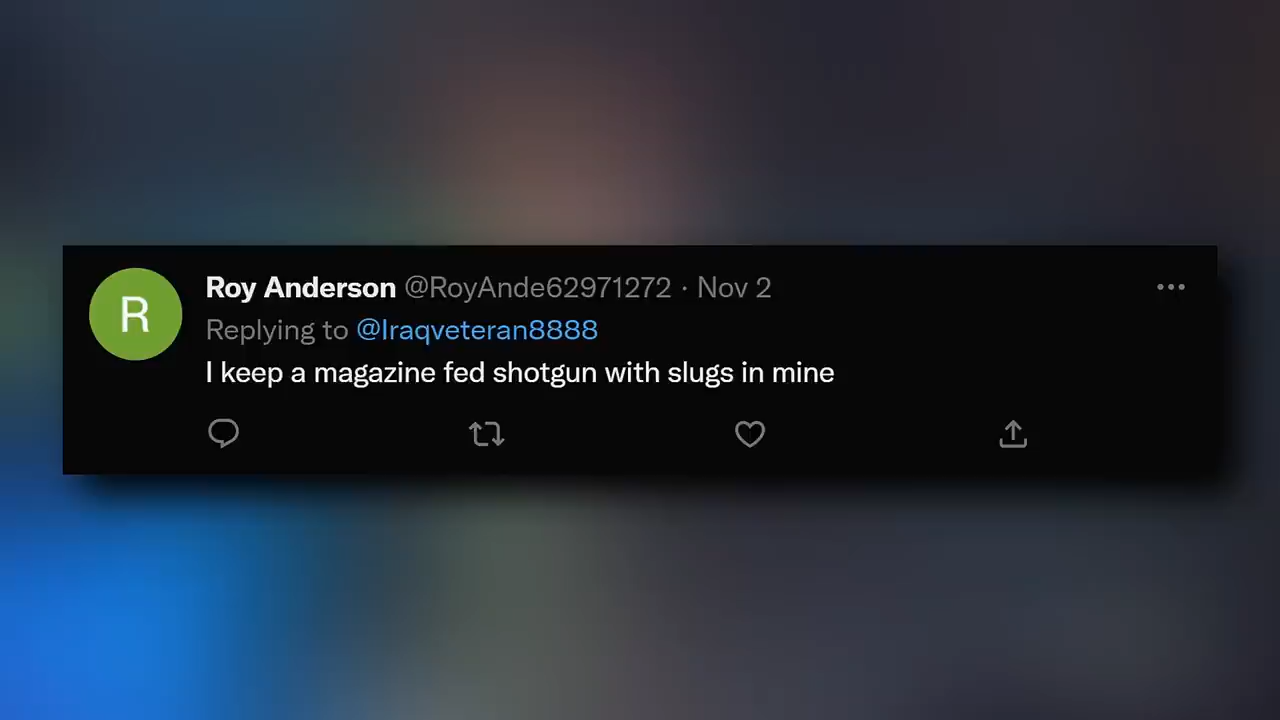 R
Roy Anderson @RoyAnde62971272 · Nov 2
Replying to @Iraqveteran8888
I keep a magazine fed shotgun with slugs in mine